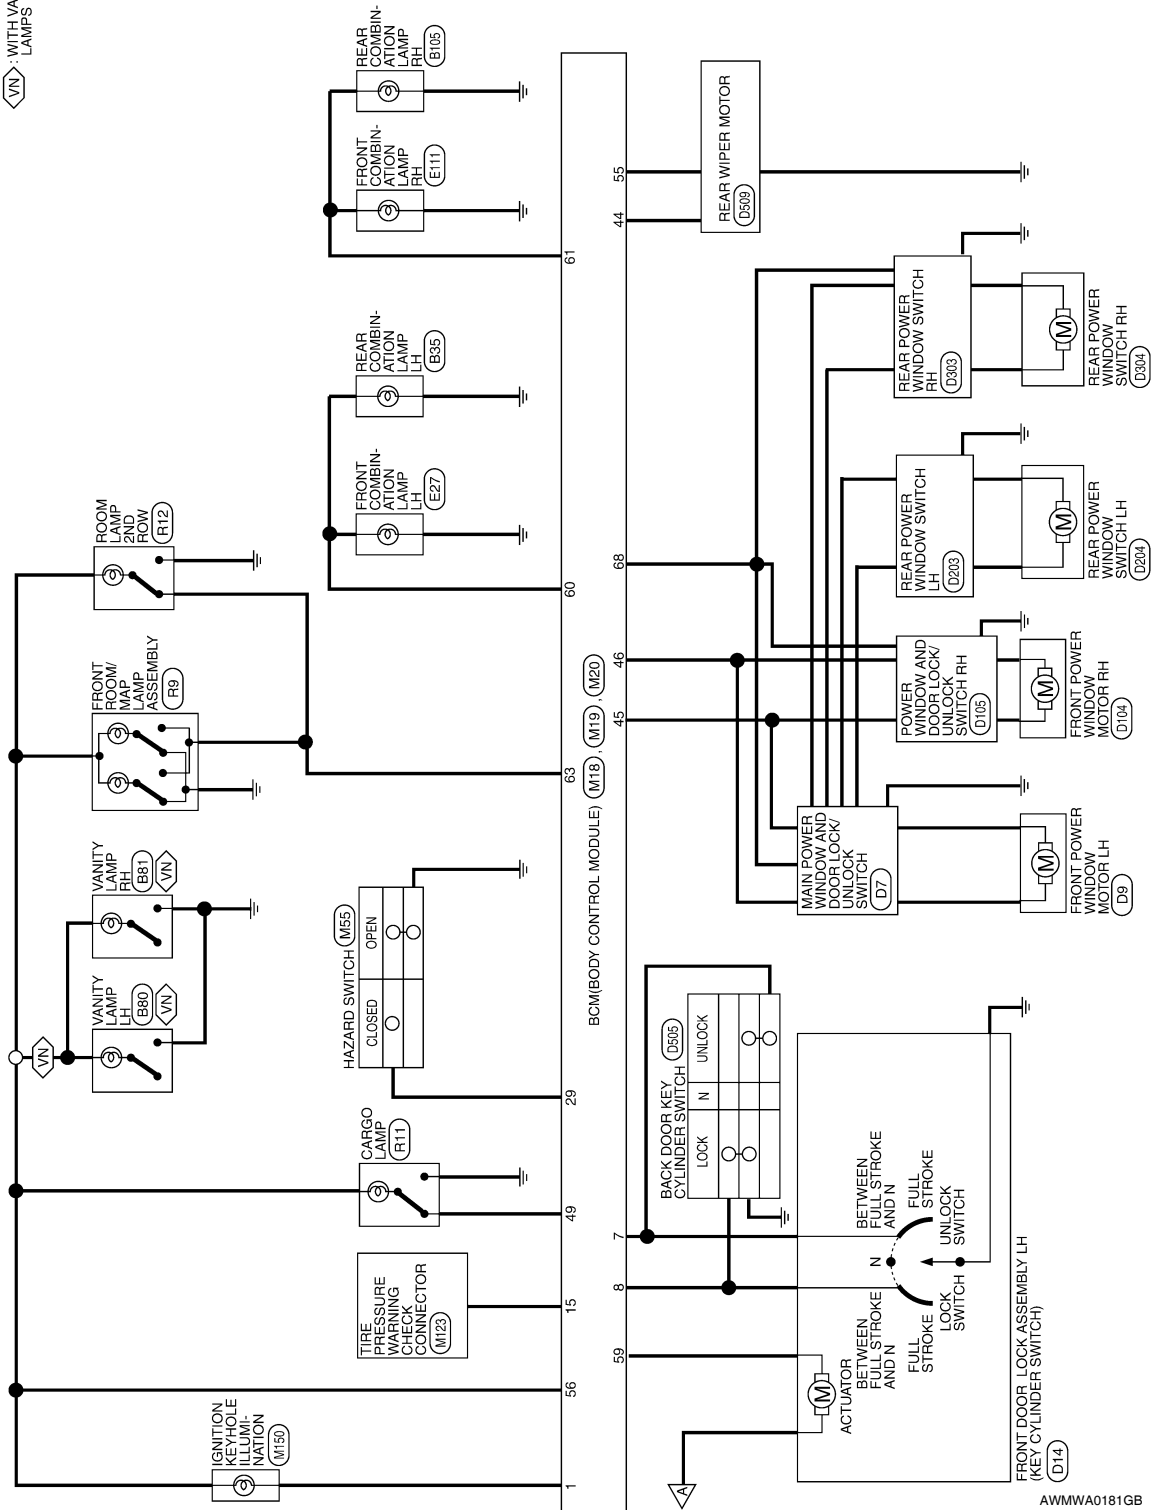 VN : WITH VA
LAMPS
IGNITION
KEYHOLE
ILLUMI-
NATION
M150
TIRE
PRESSURE
WARNING
CHECK
CONNECTOR
M123
CARGO
LAMP
R11
VN
VANITY
LAMP
LH
B80
VN
VANITY
LAMP
RH
B81
VN
HAZARD SWITCH M55
CLOSED
OPEN
FRONT
ROOM/
MAP
LAMP
ASSEMBLY
R9
ROOM
LAMP
2ND
ROW
R12
FRONT
COMBIN-
ATION
LAMP
LH
E27
REAR
COMBIN-
ATION
LAMP
LH
B35
FRONT
COMBIN-
ATION
LAMP
RH
E111
REAR
COMBIN-
ATION
LAMP
RH
B105
1
56
15
49
29
63
60
61
BCM(BODY CONTROL MODULE) M18 , M19 , M20
59
8
7
45
46
68
44
55
A
ACTUATOR
M
BETWEEN
FULL STROKE
AND N
FULL
STROKE
LOCK
SWITCH
N
BETWEEN
FULL STROKE
AND N
FULL
STROKE
UNLOCK
SWITCH
FRONT DOOR LOCK ASSEMBLY LH
(KEY CYLINDER SWITCH)
D14
BACK DOOR KEY
CYLINDER SWITCH D505
LOCK
N
UNLOCK
MAIN POWER
WINDOW AND
DOOR LOCK/
UNLOCK
SWITCH
D7
M
FRONT POWER
WINDOW
MOTOR LH
D9
POWER
WINDOW AND
DOOR LOCK/
UNLOCK
SWITCH RH
D105
M
FRONT POWER
WINDOW
MOTOR RH
D104
REAR POWER
WINDOW SWITCH
LH
D203
M
REAR POWER
WINDOW
SWITCH LH
D204
REAR POWER
WINDOW SWITCH
RH
D303
M
REAR POWER
WINDOW
SWITCH RH
D304
REAR WIPER MOTOR
D509
AWMWA0181GB